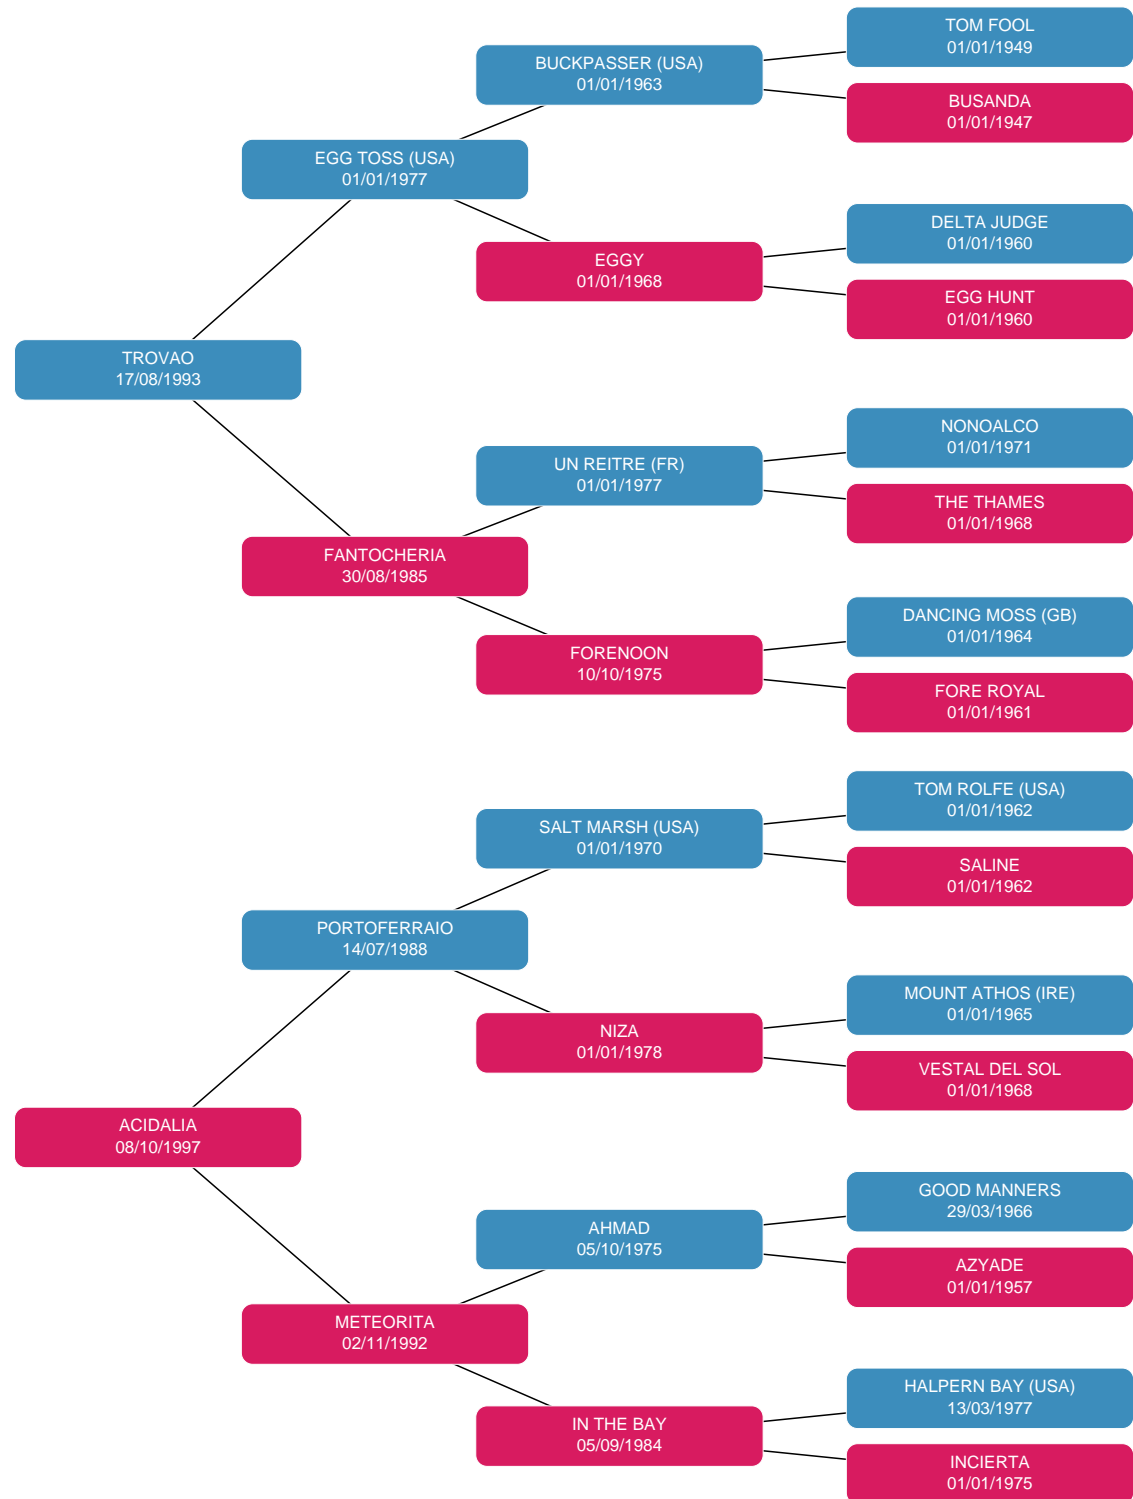 TOM FOOL
01/01/1949
BUCKPASSER (USA)
01/01/1963
BUSANDA
01/01/1947
EGG TOSS (USA)
01/01/1977
DELTA JUDGE
01/01/1960
EGGY
01/01/1968
EGG HUNT
01/01/1960
TROVAO
17/08/1993
NONOALCO
01/01/1971
UN REITRE (FR)
01/01/1977
THE THAMES
01/01/1968
FANTOCHERIA
30/08/1985
DANCING MOSS (GB)
01/01/1964
FORENOON
10/10/1975
FORE ROYAL
01/01/1961
TOM ROLFE (USA)
01/01/1962
SALT MARSH (USA)
01/01/1970
SALINE
01/01/1962
PORTOFERRAIO
14/07/1988
MOUNT ATHOS (IRE)
01/01/1965
NIZA
01/01/1978
VESTAL DEL SOL
01/01/1968
ACIDALIA
08/10/1997
GOOD MANNERS
29/03/1966
AHMAD
05/10/1975
AZYADE
01/01/1957
METEORITA
02/11/1992
HALPERN BAY (USA)
13/03/1977
IN THE BAY
05/09/1984
INCIERTA
01/01/1975